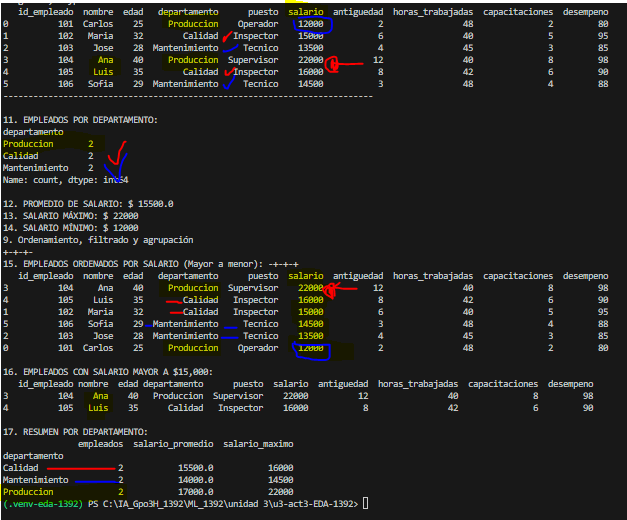 id_empleado nombre edad departamento puesto salario antiguedad horas_trabajadas capacitaciones desempeno
0 101 Carlos 25 Produccion Operador 12000 2 48 2 80
1 102 Maria 32 Calidad Inspector 15000 6 40 5 95
2 103 Jose 28 Mantenimiento Tecnico 13500 4 45 3 85
3 104 Ana 40 Produccion Supervisor 22000 12 40 8 98
4 105 Luis 35 Calidad Inspector 16000 8 42 6 90
5 106 Sofia 29 Mantenimiento Tecnico 14500 3 48 4 88
----------------------------------------------------------------------
11. EMPLEADOS POR DEPARTAMENTO:
departamento
Produccion 2
Calidad 2
Mantenimiento 2
Name: count, dtype: int64
12. PROMEDIO DE SALARIO: $ 15500.0
13. SALARIO MÁXIMO: $ 22000
14. SALARIO MÍNIMO: $ 12000
9. Ordenamiento, filtrado y agrupación
+-+-+-
15. EMPLEADOS ORDENADOS POR SALARIO (Mayor a menor): -+-+-+
id_empleado nombre edad departamento puesto salario antiguedad horas_trabajadas capacitaciones desempeno
3 104 Ana 40 Produccion Supervisor 22000 12 40 8 98
4 105 Luis 35 Calidad Inspector 16000 8 42 6 90
1 102 Maria 32 Calidad Inspector 15000 6 40 5 95
5 106 Sofia 29 Mantenimiento Tecnico 14500 3 48 4 88
2 103 Jose 28 Mantenimiento Tecnico 13500 4 45 3 85
0 101 Carlos 25 Produccion Operador 12000 2 48 2 80
16. EMPLEADOS CON SALARIO MAYOR A $15,000:
id_empleado nombre edad departamento puesto salario antiguedad horas_trabajadas capacitaciones desempeno
3 104 Ana 40 Produccion Supervisor 22000 12 40 8 98
4 105 Luis 35 Calidad Inspector 16000 8 42 6 90
17. RESUMEN POR DEPARTAMENTO:
empleados salario_promedio salario_maximo
departamento
Calidad 2 15500.0 16000
Mantenimiento 2 14000.0 14500
Produccion 2 17000.0 22000
(.venv-eda-1392) PS C:\IA_Gpo3H_1392\ML_1392\unidad 3\u3-act3-EDA-1392>